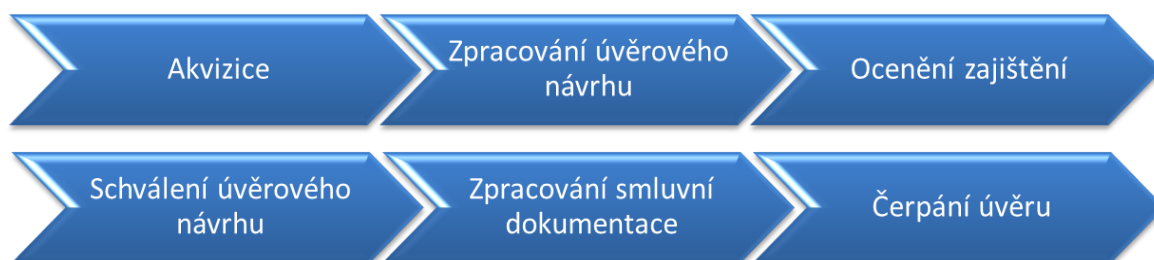 Akvizice
Zpracování úvěrového
návrhu
Ocenění zajištění
Schválení úvěrového
návrhu
Zpracování smluvní
dokumentace
Čerpání úvěru